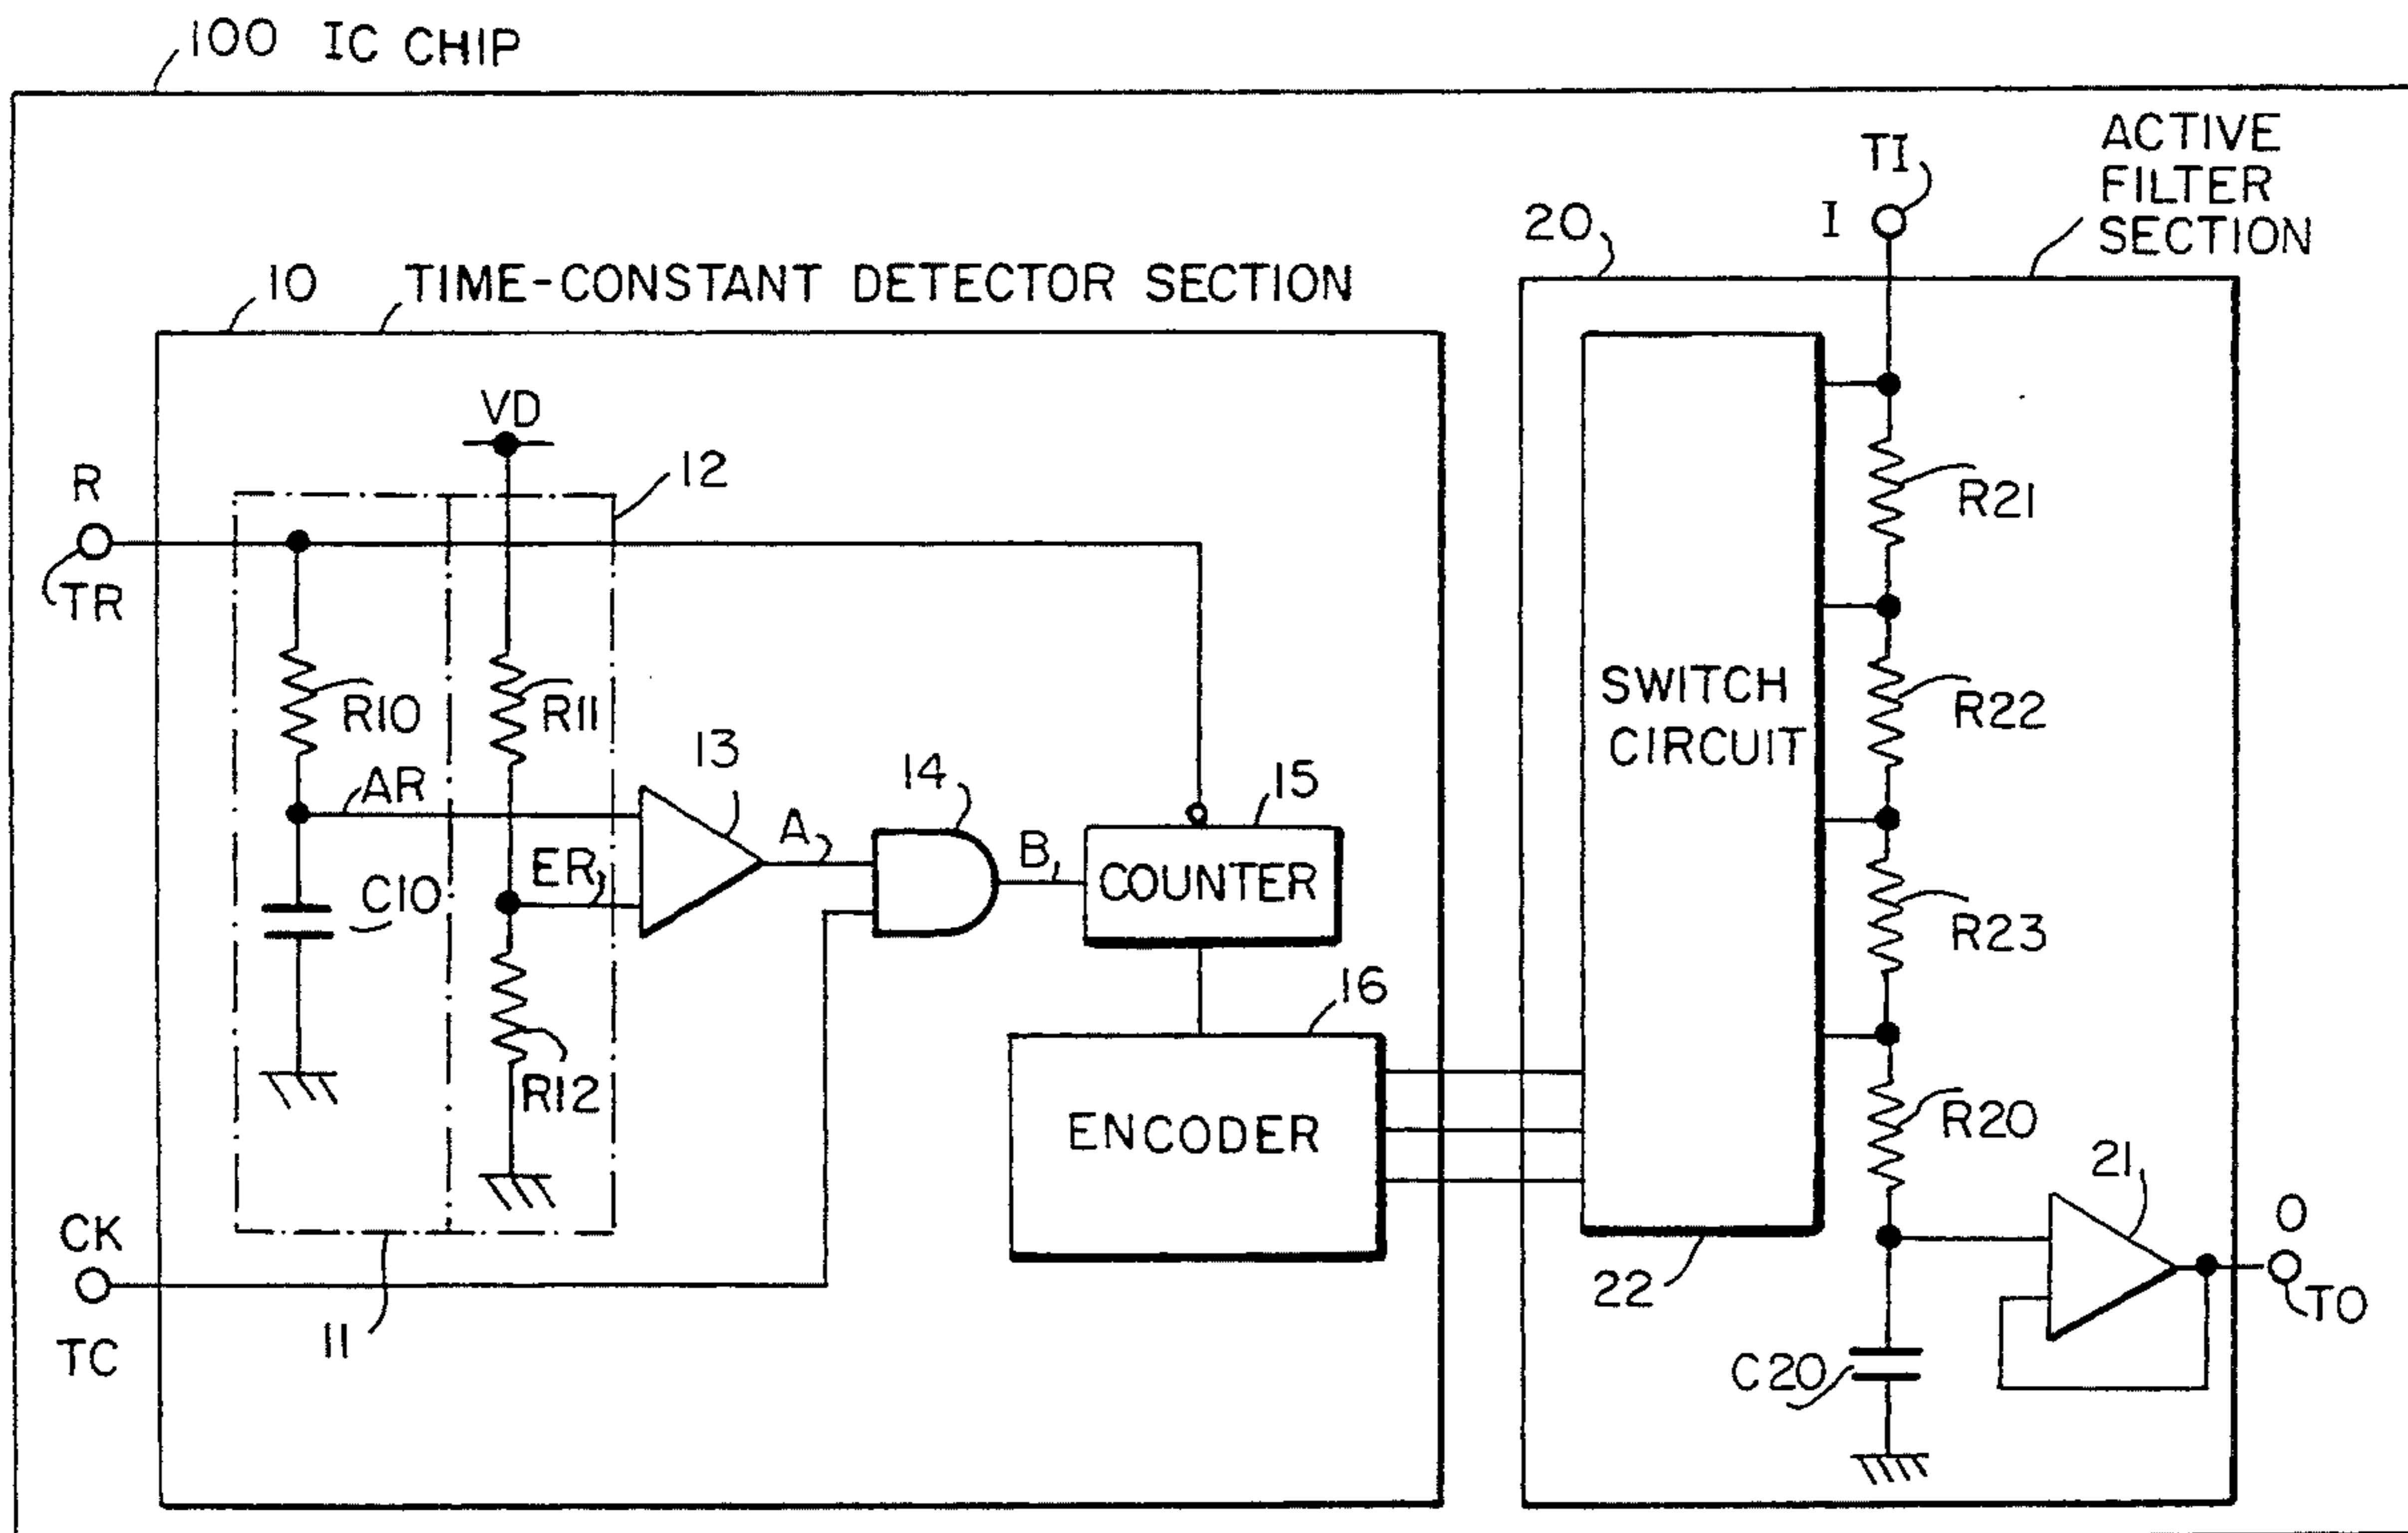 100 IC CHIP
ACTIVE
FILTER
SECTION
TI
I
20
10
TIME-CONSTANT DETECTOR SECTION
VD
12
R
TR
R10
R11
AR
13
A
14
15
ER
B
COUNTER
C10
R12
16
ENCODER
SWITCH
CIRCUIT
R21
R22
R23
R20
21
O
TO
22
C20
CK
TC
11